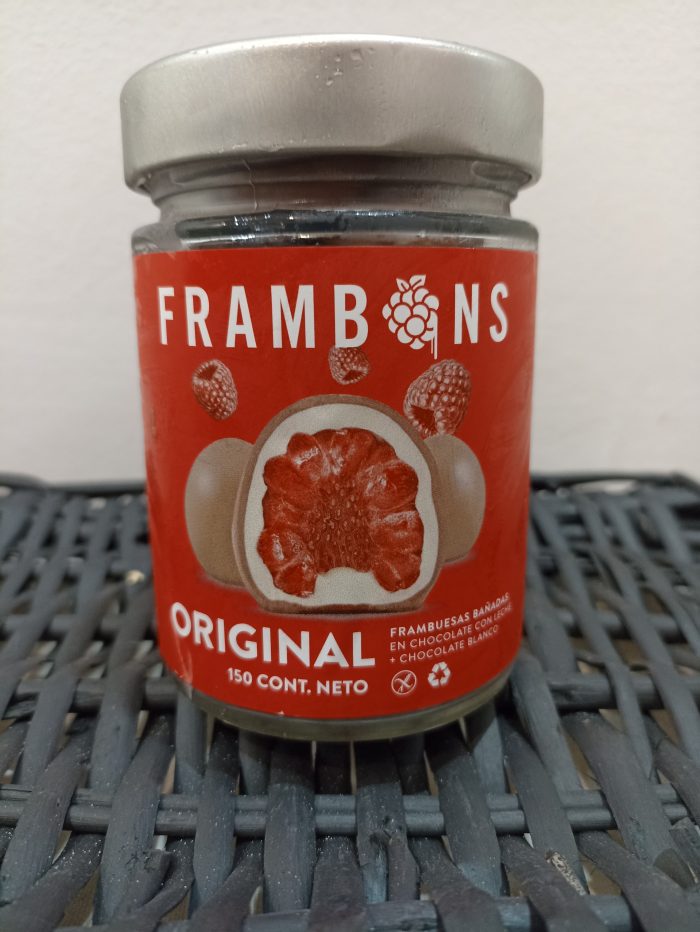 FRAMBONS
ORIGINAL
150 CONT. NETO
FRAMBUESAS BAÑADAS
EN CHOCOLATE CON LECHE
+ CHOCOLATE BLANCO